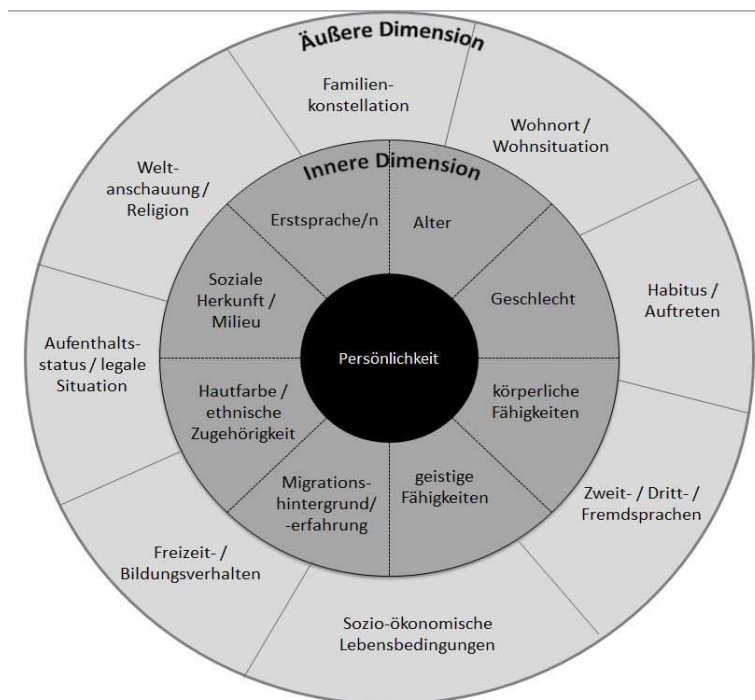 Äußere Dimension
Familien-
konstellation
Wohnort /
Wohnsituation
Habitus /
Auftreten
Zweit- / Dritt- /
Fremdsprachen
Sozio-ökonomische
Lebensbedingungen
Freizeit- /
Bildungsverhalten
Aufenthalts-
status / legale
Situation
Welt-
anschauung /
Religion
Innere Dimension
Erstsprache/n
Alter
Geschlecht
körperliche
Fähigkeiten
geistige
Fähigkeiten
Migrations-
hintergrund/
-erfahrung
Hautfarbe /
ethnische
Zugehörigkeit
Soziale
Herkunft /
Milieu
Persönlichkeit